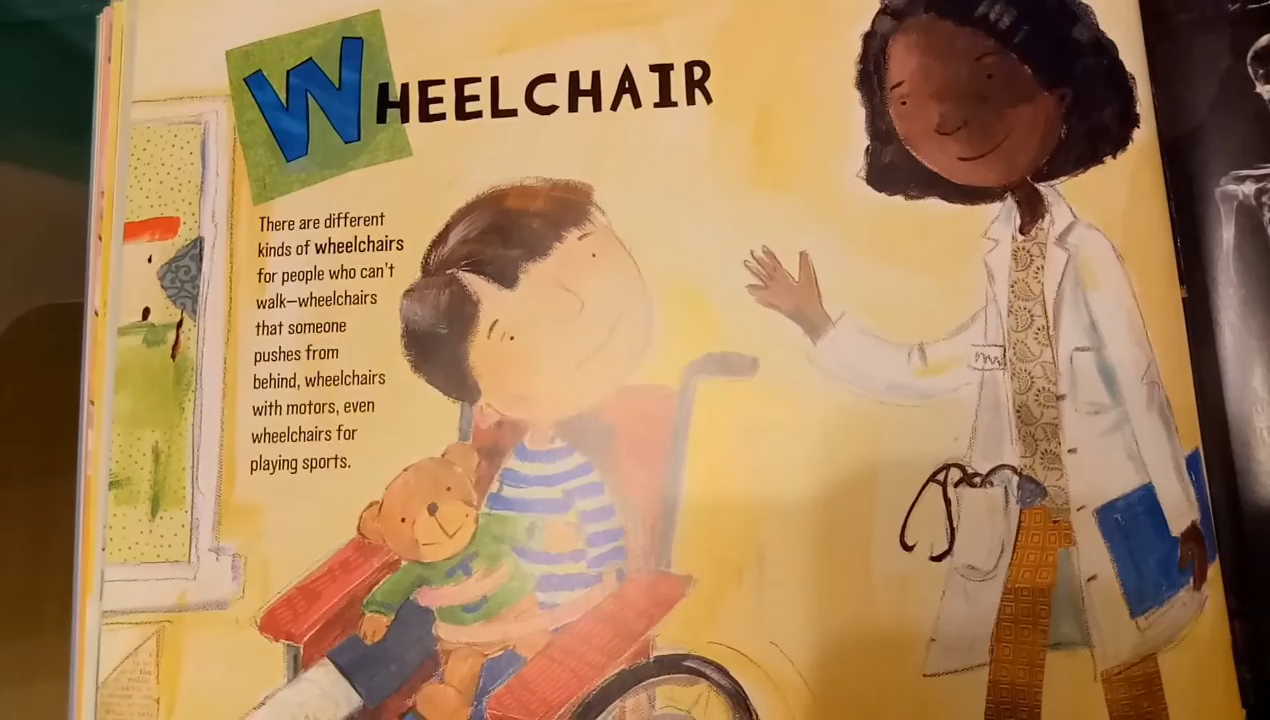 WHEELCHAIR
There are different
kinds of wheelchairs
for people who can't
walk—wheelchairs
that someone
pushes from
behind, wheelchairs
with motors, even
wheelchairs for
playing sports.